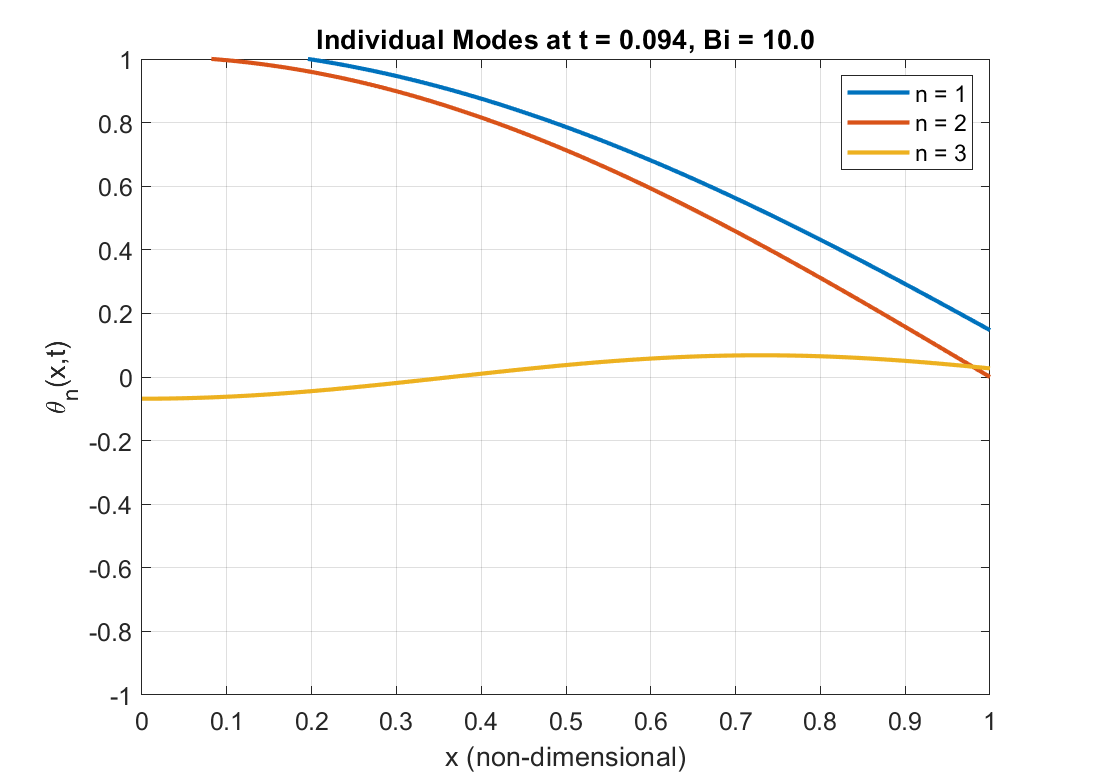 Individual Modes at t = 0.094, Bi = 10.0
n = 1
n = 2
n = 3
θn(x,t)
1
0.8
0.6
0.4
0.2
0
-0.2
-0.4
-0.6
-0.8
-1
0 0.1 0.2 0.3 0.4 0.5 0.6 0.7 0.8 0.9 1
x (non-dimensional)